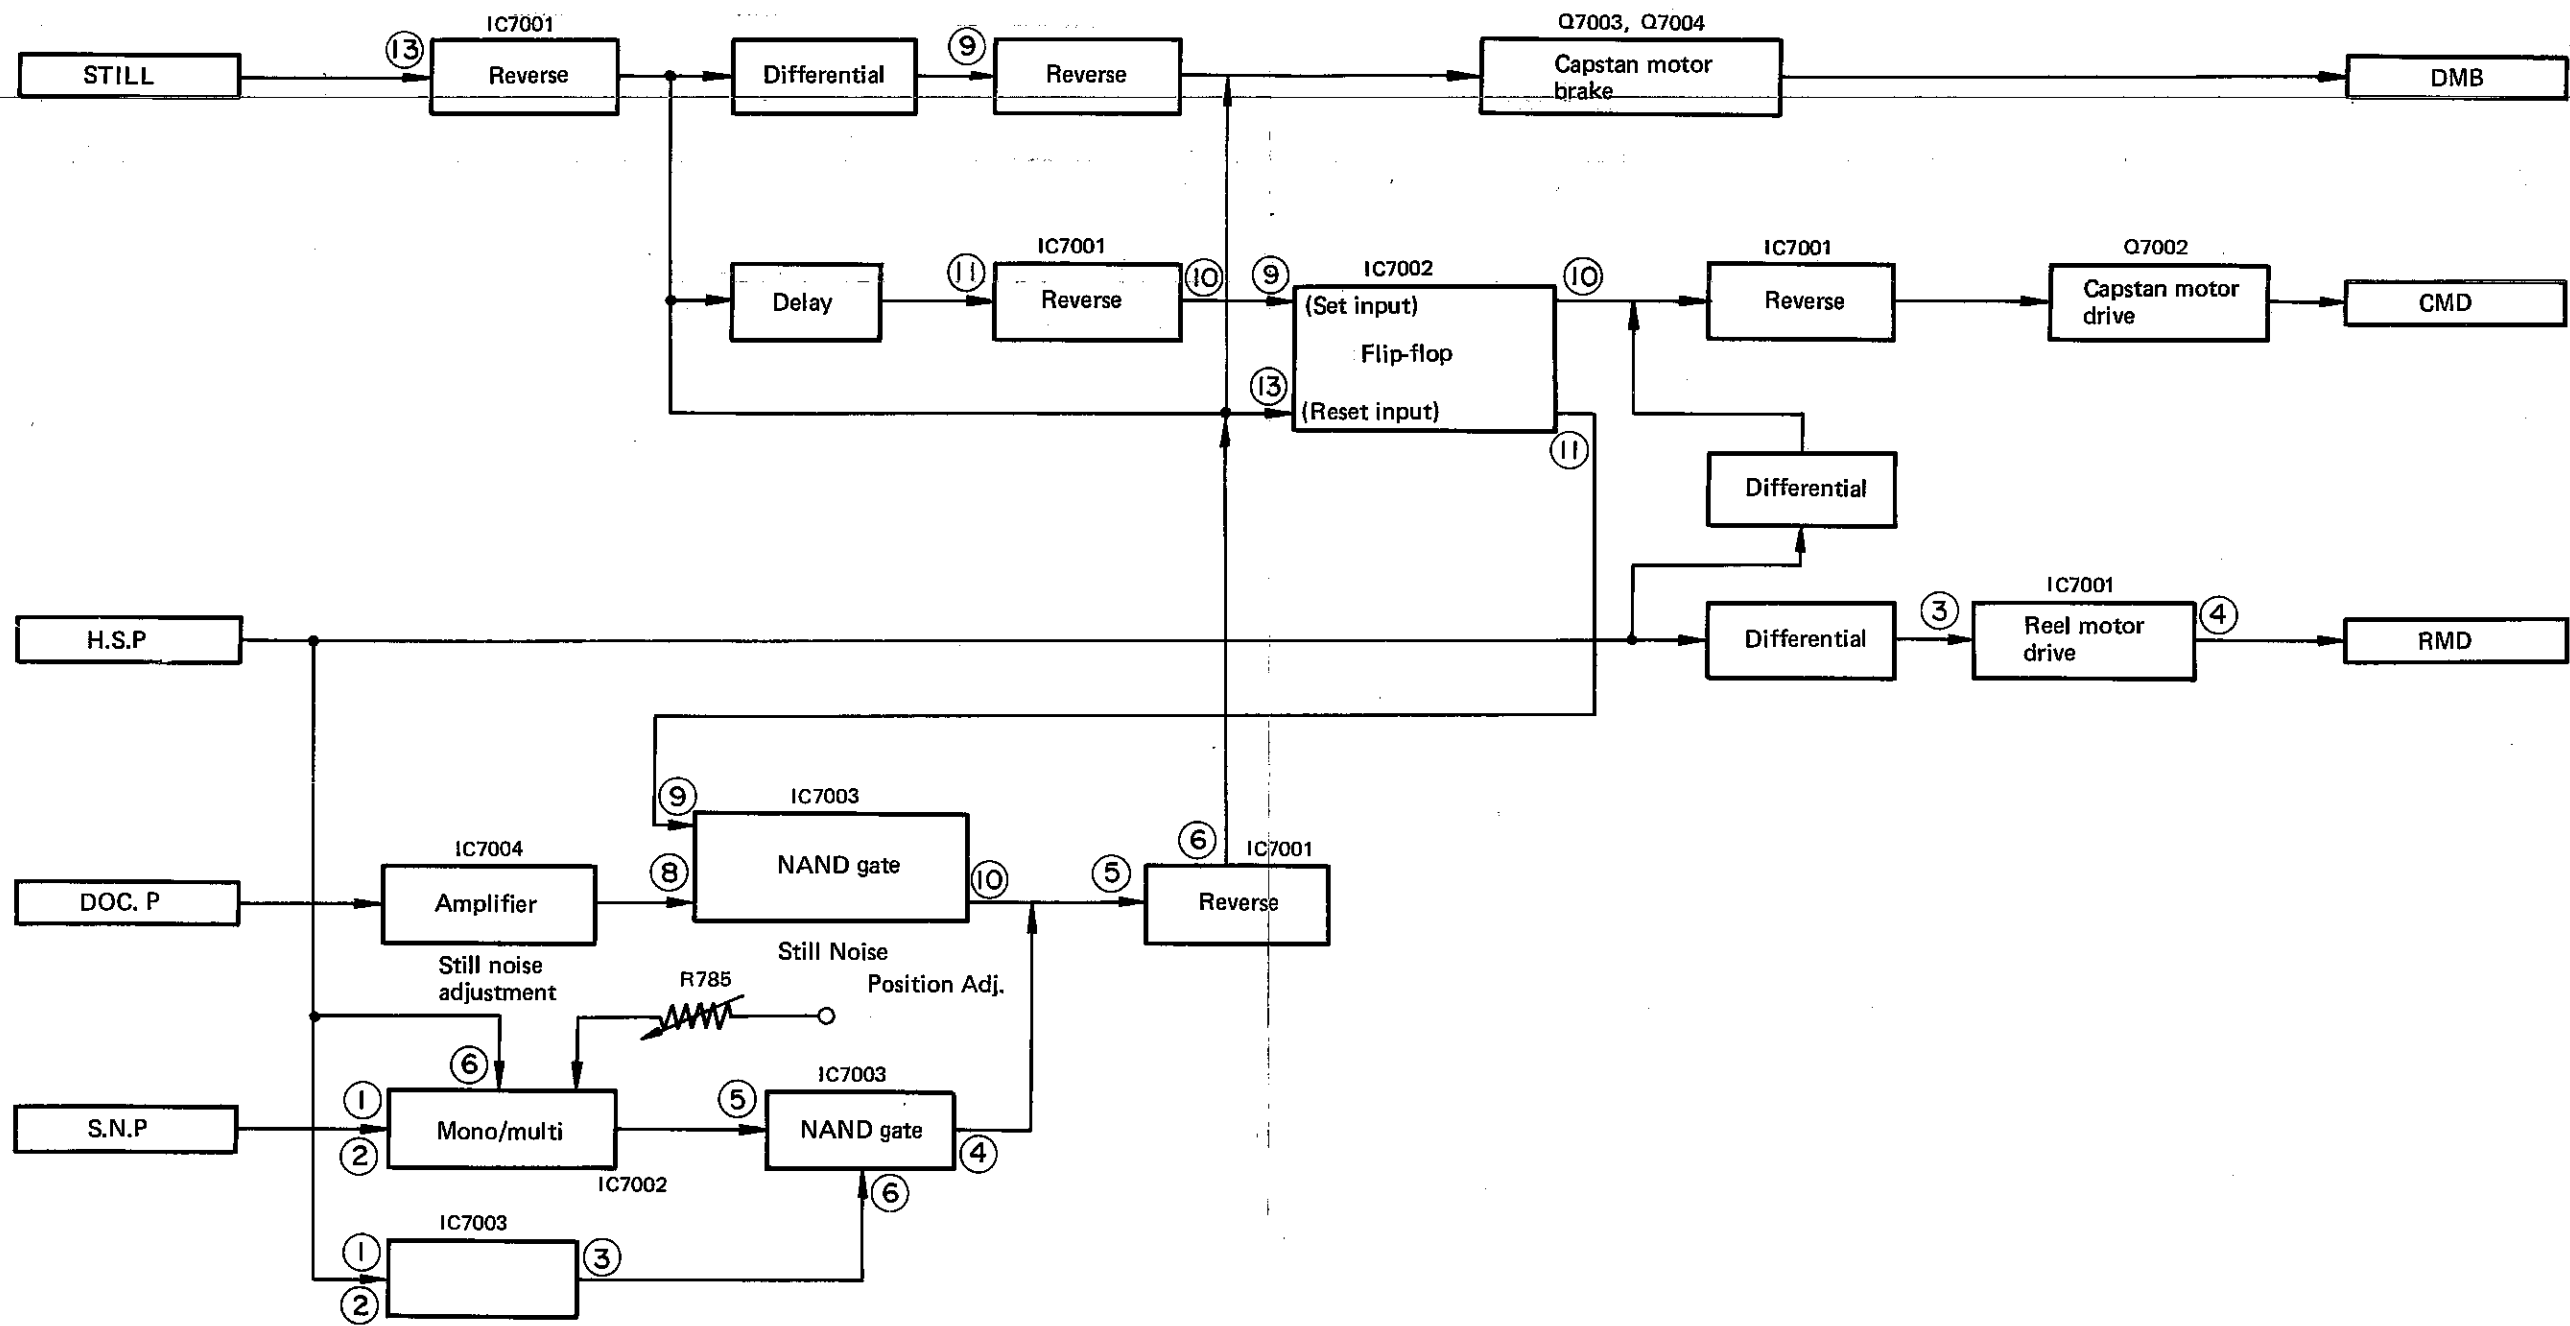 IC7001
Q7003, Q7004
STILL
⑬
Reverse
Differential
⑨
Reverse
Capstan motor
brake
DMB
IC7001
IC7002
IC7001
Q7002
Delay
⑪
Reverse
⑩
⑨
(Set input)
⑩
Reverse
Capstan motor
drive
CMD
Flip-flop
⑬
(Reset input)
⑪
Differential
IC7001
H.S.P
Differential
③
Reel motor
drive
④
RMD
⑨
IC7003
NAND gate
IC7004
⑧
⑩
⑤
⑥
IC7001
DOC. P
Amplifier
Reverse
Still noise
adjustment
Still Noise
Position Adj.
R785
⑥
IC7003
S.N.P
①
②
Mono/multi
IC7002
⑤
NAND gate
④
⑥
IC7003
①
②
③